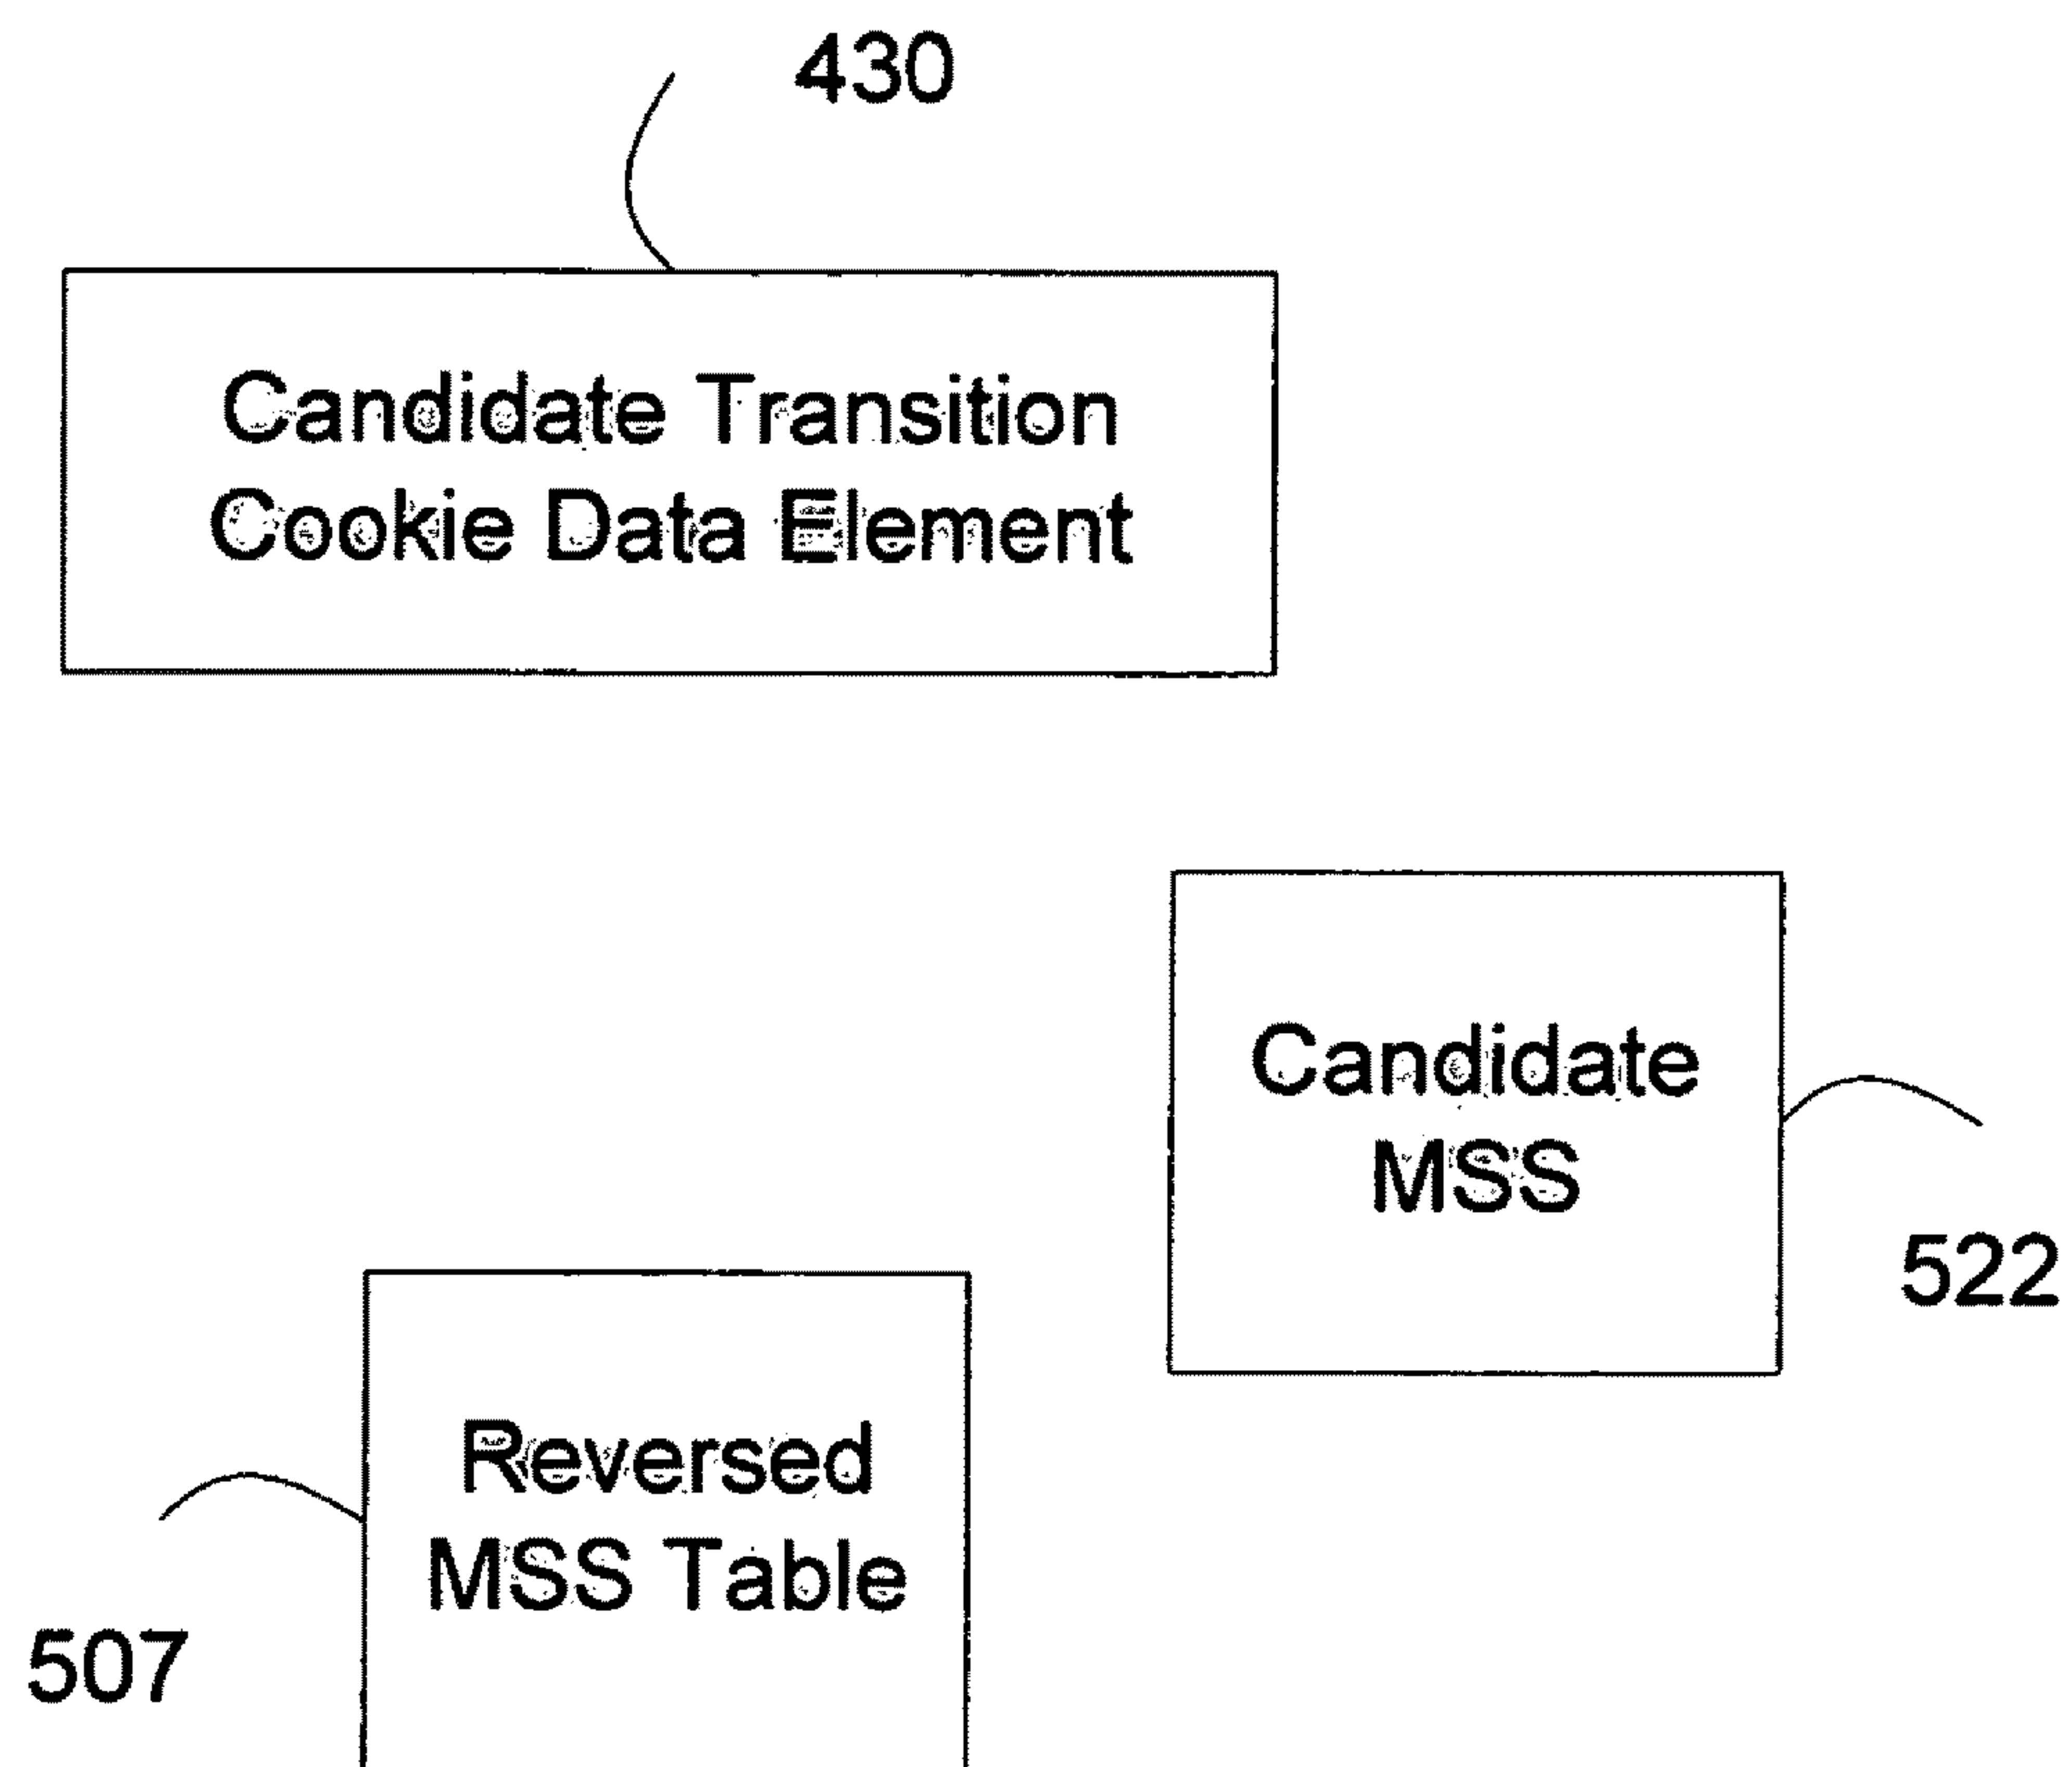 430
Candidate Transition
Cookie Data Element
Candidate
MSS
522
Reversed
MSS Table
507